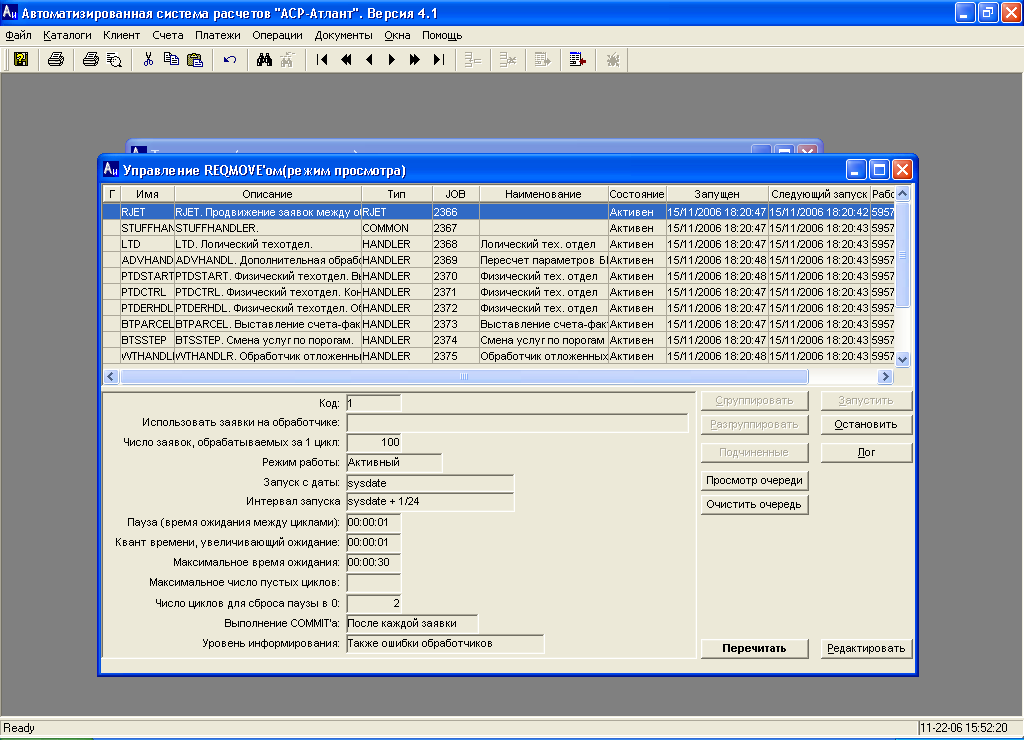 Автоматизированная система расчетов "АСР-Атлант". Версия 4.1
Файл Каталоги Клиент Счета Платежи Операции Документы Окна Помощь
Управление REQMOVE'ом(режим просмотра)
Г Имя Описание Тип JOB Наименование Состояние Запущен Следующий запуск Рабо
RJET RJET. Продвижение заявок между о RJET 2366 Активен 15/11/2006 18:20:47 15/11/2006 18:20:42 5957
STUFFHAN STUFFHANDLER. COMMON 2367 Активен 15/11/2006 18:20:47 15/11/2006 18:20:43 5957
LTD LTD. Логический техотдел. HANDLER 2368 Логический тех. отдел Активен 15/11/2006 18:20:47 15/11/2006 18:20:43 5957
ADVHAND ADVHANDL. Дополнительная обрабо HANDLER 2369 Пересчет параметров Активен 15/11/2006 18:20:48 15/11/2006 18:20:43 5957
PTDSTART PTDSTART. Физический техотдел. Вы HANDLER 2370 Физический тех. отдел Активен 15/11/2006 18:20:48 15/11/2006 18:20:43 5957
PTDCTRL PTDCTRL. Физический техотдел. Кон HANDLER 2371 Физический тех. отдел Активен 15/11/2006 18:20:47 15/11/2006 18:20:43 5957
PTDERHDL PTDERHDL. Физический техотдел. Об HANDLER 2372 Физический тех. отдел Активен 15/11/2006 18:20:47 15/11/2006 18:20:43 5957
BTPARCEL BTPARCEL. Выставление счета-фак HANDLER 2373 Выставление счета-фак Активен 15/11/2006 18:20:47 15/11/2006 18:20:43 5957
BTSSTEP BTSSTEP. Смена услуг по порогам. HANDLER 2374 Смена услуг по порогам Активен 15/11/2006 18:20:47 15/11/2006 18:20:43 5957
WTHANDL WTHANDLR. Обработчик отложенны HANDLER 2375 Обработчик отложенных Активен 15/11/2006 18:20:48 15/11/2006 18:20:43 5957
Код: 1
Использовать заявки на обработчике:
Число заявок, обрабатываемых за 1 цикл: 100
Режим работы: Активный
Запуск с даты: sysdate
Интервал запуска sysdate + 1/24
Пауза (время ожидания между циклами): 00:00:01
Квант времени, увеличивающий ожидание: 00:00:01
Максимальное время ожидания: 00:00:30
Максимальное число пустых циклов:
Число циклов для сброса паузы в 0: 2
Выполнение COMMIT'а: После каждой заявки
Уровень информирования: Также ошибки обработчиков
Сгруппировать Запустить
Разгруппировать Остановить
Подчиненные Лог
Просмотр очереди
Очистить очередь
Перечитать Редактировать
Ready 11-22-06 15:52:20